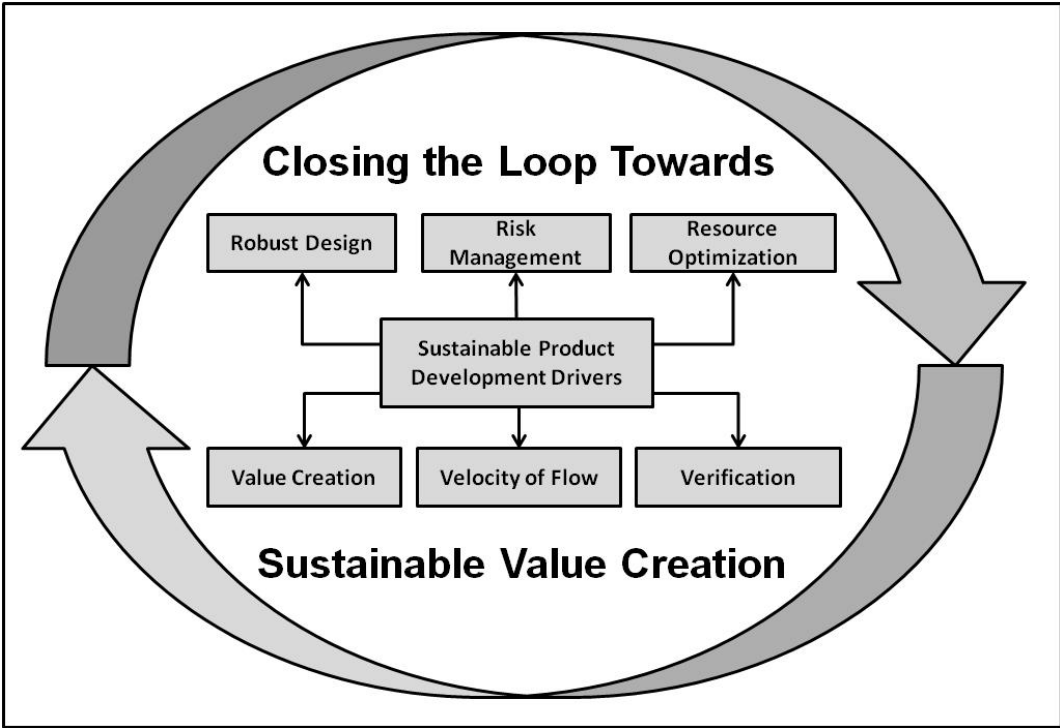 Closing the Loop Towards
Robust Design
Risk
Management
Resource
Optimization
Sustainable Product
Development Drivers
Value Creation
Velocity of Flow
Verification
Sustainable Value Creation